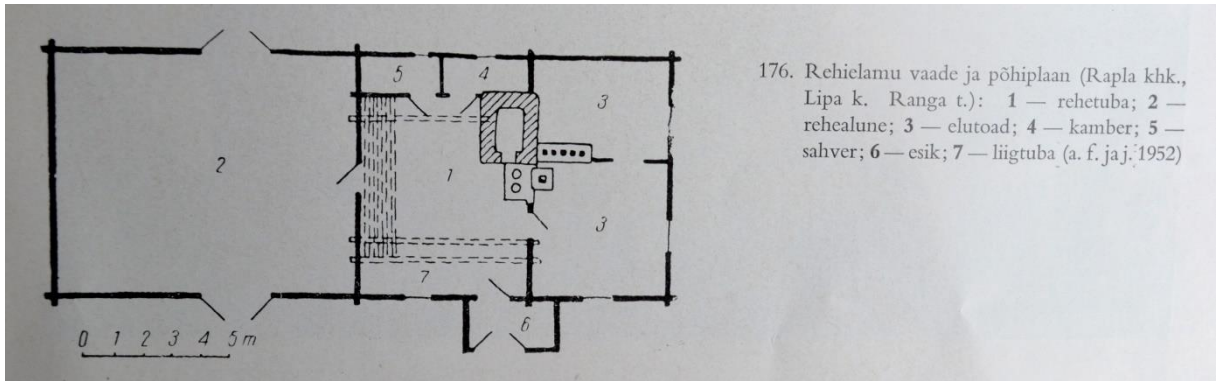 5
4
3
2
1
3
7
6
0 1 2 3 4 5 m
176. Rehielamu vaade ja põhiplaan (Rapla khk.,
Lipa k. Ranga t.): 1 — rehetuba; 2 —
rehealune; 3 — elutoad; 4 — kamber; 5 —
sahver; 6 — esik; 7 — liigtuba (a. f. ja j. 1952)